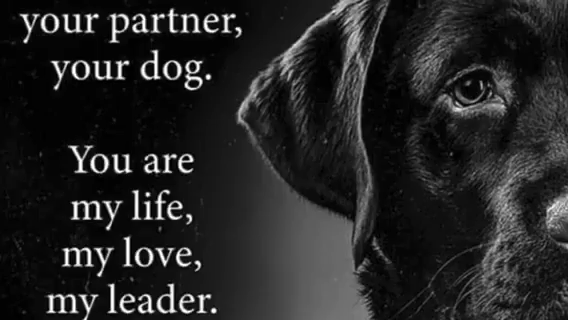 your partner,
your dog.
You are
my life,
my love,
my leader.